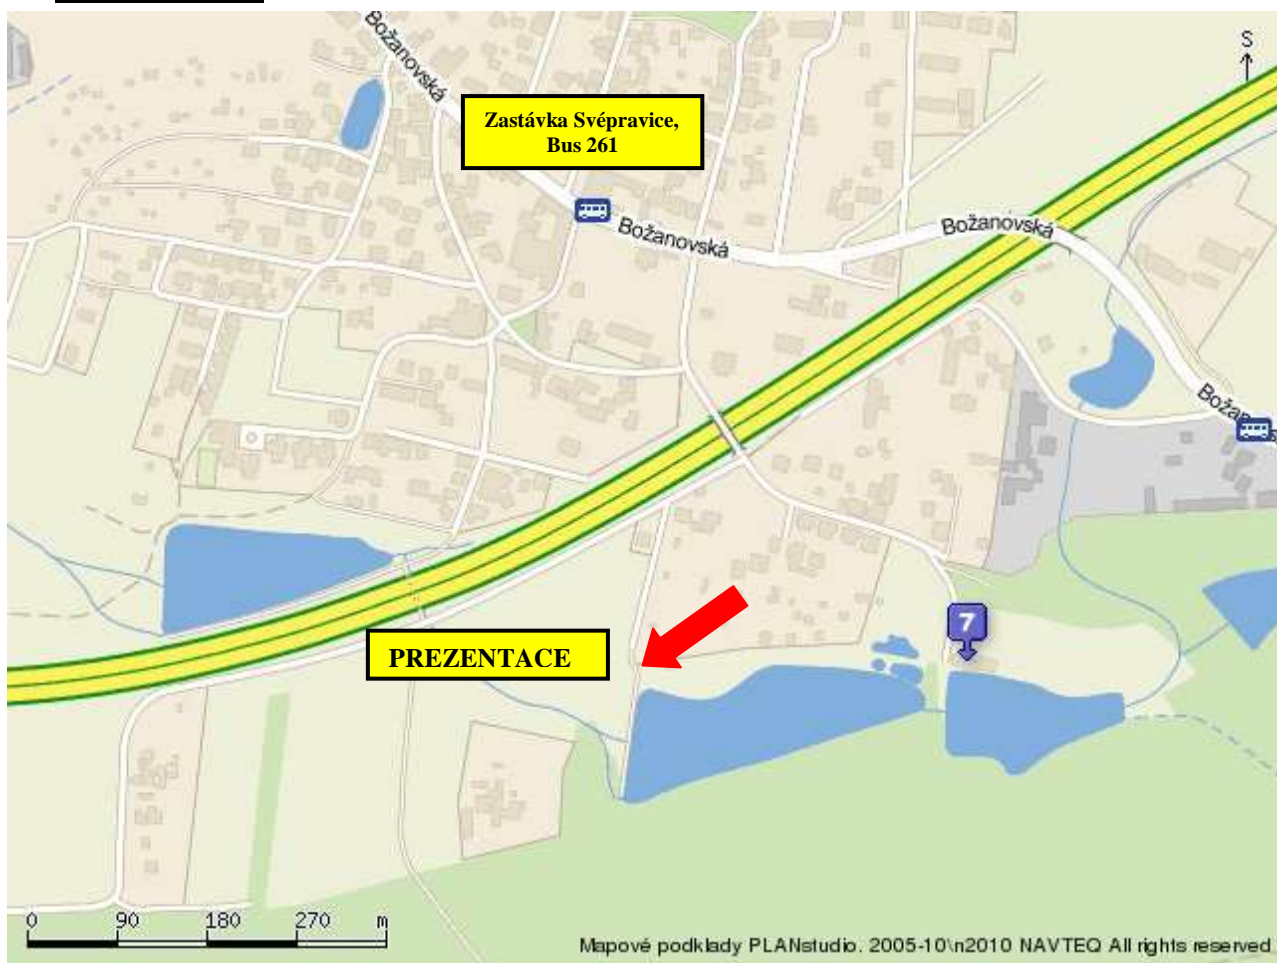 Božanovská
S
Zastávka Svépravice,
Bus 261
Božanovská
Božanovská
Božan
7
PREZENTACE
0 90 180 270 m
Mapové podklady PLANstudio. 2005-10\n2010 NAVTEQ All rights reserved